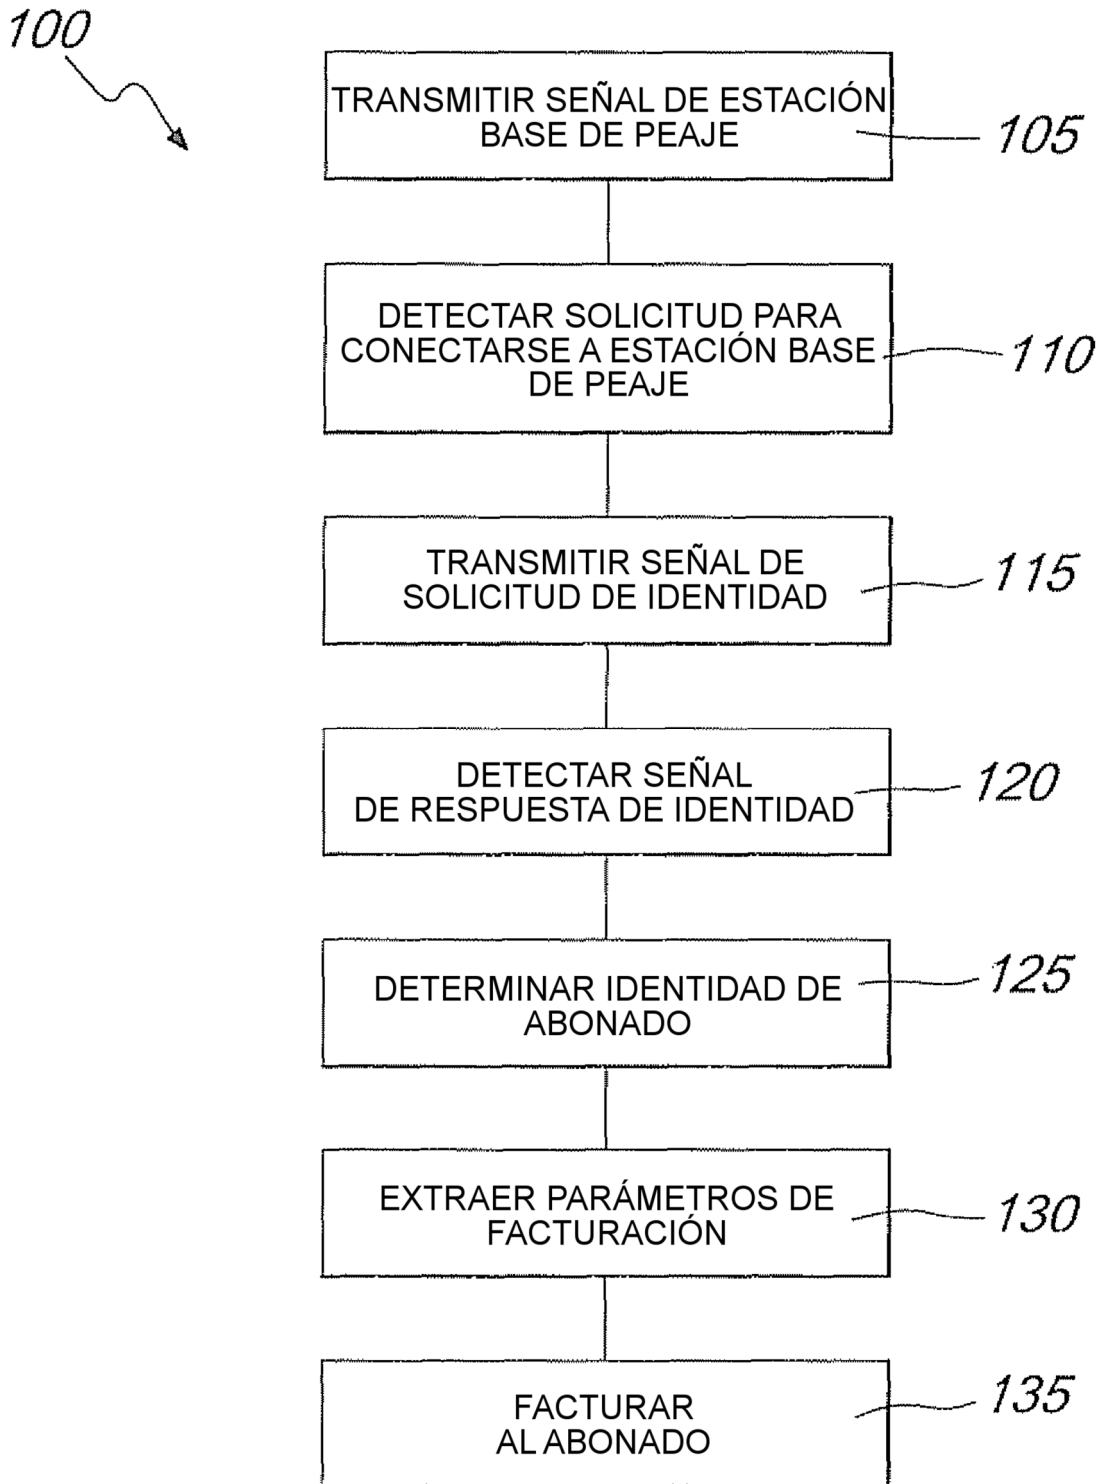 100
TRANSMITIR SEÑAL DE ESTACIÓN
BASE DE PEAJE
105
DETECTAR SOLICITUD PARA
CONECTARSE A ESTACIÓN BASE
DE PEAJE
110
TRANSMITIR SEÑAL DE
SOLICITUD DE IDENTIDAD
115
DETECTAR SEÑAL
DE RESPUESTA DE IDENTIDAD
120
DETERMINAR IDENTIDAD DE
ABONADO
125
EXTRAER PARÁMETROS DE
FACTURACIÓN
130
FACTURAR
AL ABONADO
135